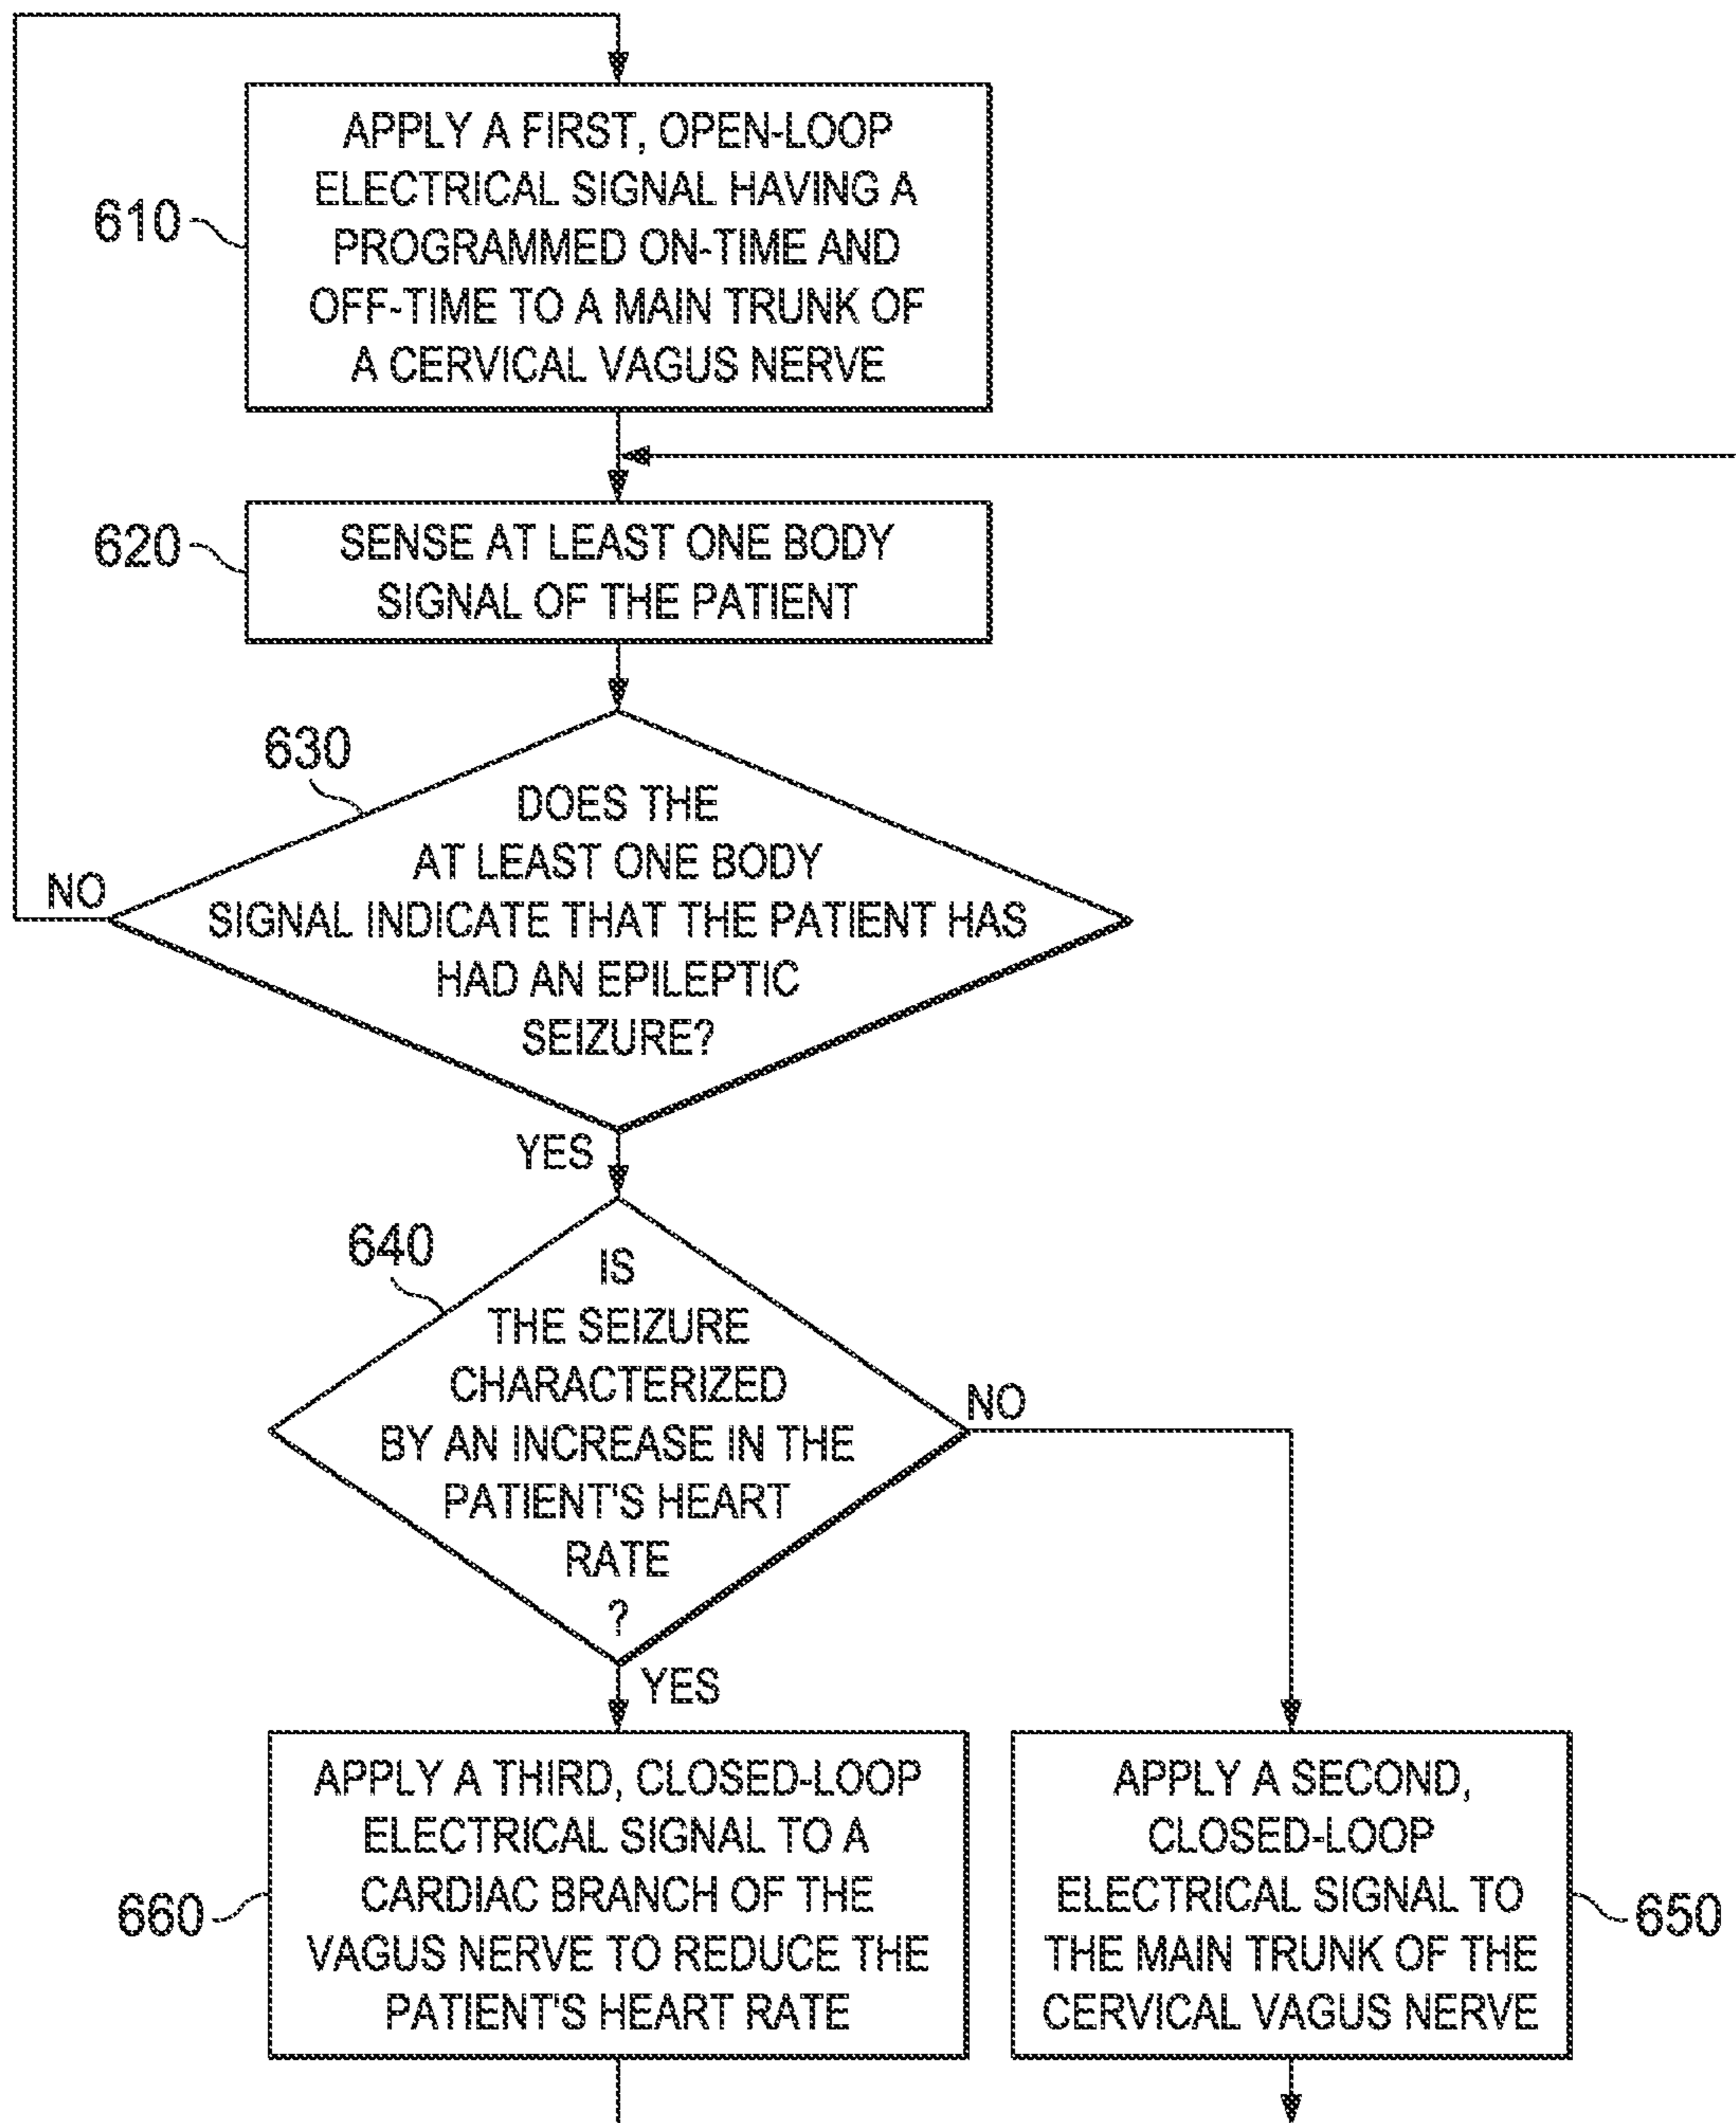 610
APPLY A FIRST, OPEN-LOOP
ELECTRICAL SIGNAL HAVING A
PROGRAMMED ON-TIME AND
OFF-TIME TO A MAIN TRUNK OF
A CERVICAL VAGUS NERVE
620
SENSE AT LEAST ONE BODY
SIGNAL OF THE PATIENT
630
DOES THE
AT LEAST ONE BODY
SIGNAL INDICATE THAT THE PATIENT HAS
HAD AN EPILEPTIC
SEIZURE?
NO
YES
640
IS
THE SEIZURE
CHARACTERIZED
BY AN INCREASE IN THE
PATIENT'S HEART
RATE
?
NO
YES
660
APPLY A THIRD, CLOSED-LOOP
ELECTRICAL SIGNAL TO A
CARDIAC BRANCH OF THE
VAGUS NERVE TO REDUCE THE
PATIENT'S HEART RATE
APPLY A SECOND,
CLOSED-LOOP
ELECTRICAL SIGNAL TO
THE MAIN TRUNK OF THE
CERVICAL VAGUS NERVE
650